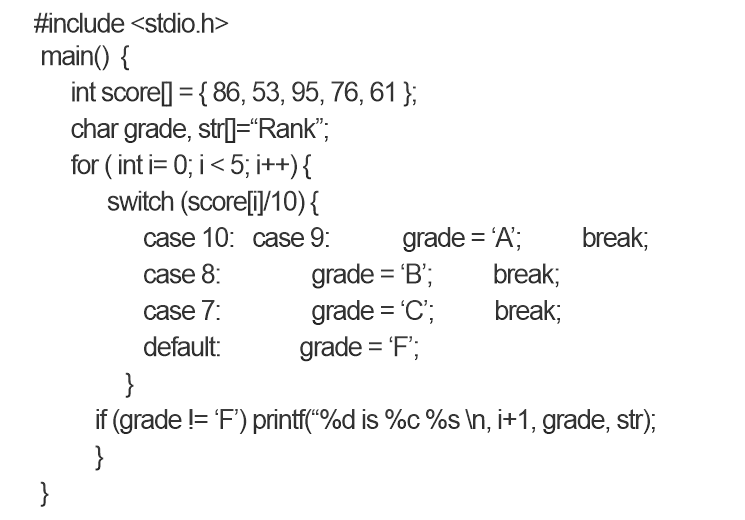 #include <stdio.h>
main() {
int score[] = { 86, 53, 95, 76, 61 };
char grade, str[]=“Rank”;
for ( int i= 0; i < 5; i++) {
switch (score[i]/10) {
case 10: case 9: grade = ‘A’; break;
case 8: grade = ‘B’; break;
case 7: grade = ‘C’; break;
default: grade = ‘F’;
}
if (grade != ‘F’) printf(“%d is %c %s \n, i+1, grade, str);
}
}